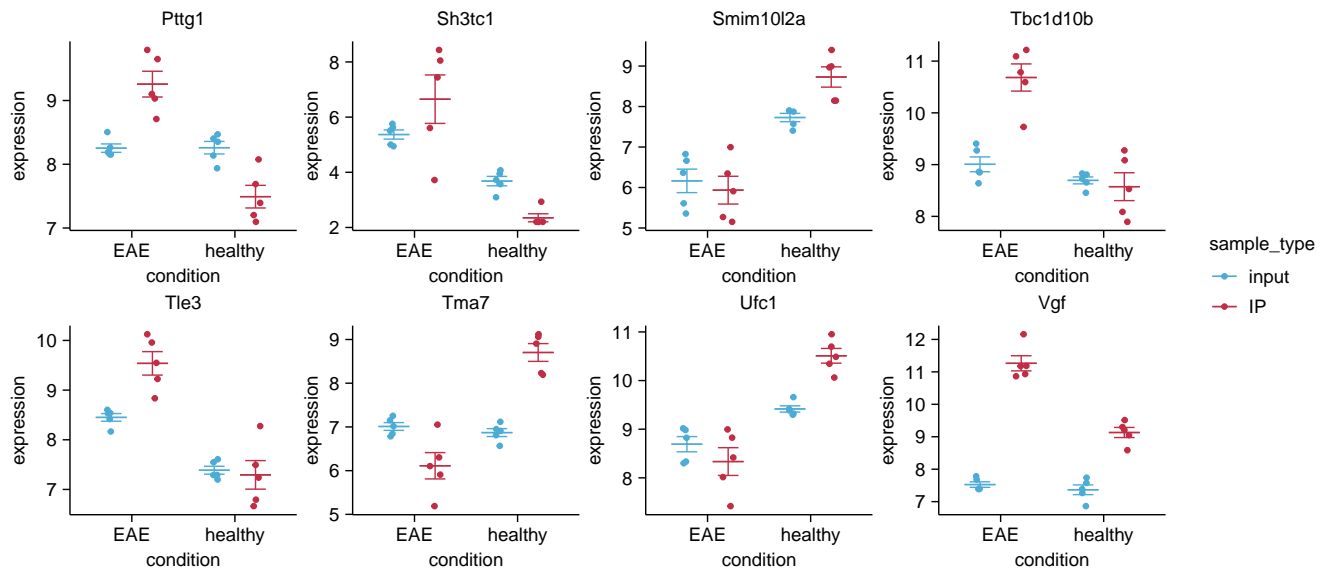 Pttg1
Sh3tc1
Smim10l2a
Tbc1d10b
expression
9
8
7
EAE
healthy
condition
expression
8
6
4
2
EAE
healthy
condition
expression
9
8
7
6
5
EAE
healthy
condition
expression
11
10
9
8
EAE
healthy
condition
sample_type
input
IP
Tle3
Tma7
Ufc1
Vgf
expression
10
9
8
7
EAE
healthy
condition
expression
9
8
7
6
5
EAE
healthy
condition
expression
11
10
9
8
EAE
healthy
condition
expression
12
11
10
9
8
7
EAE
healthy
condition